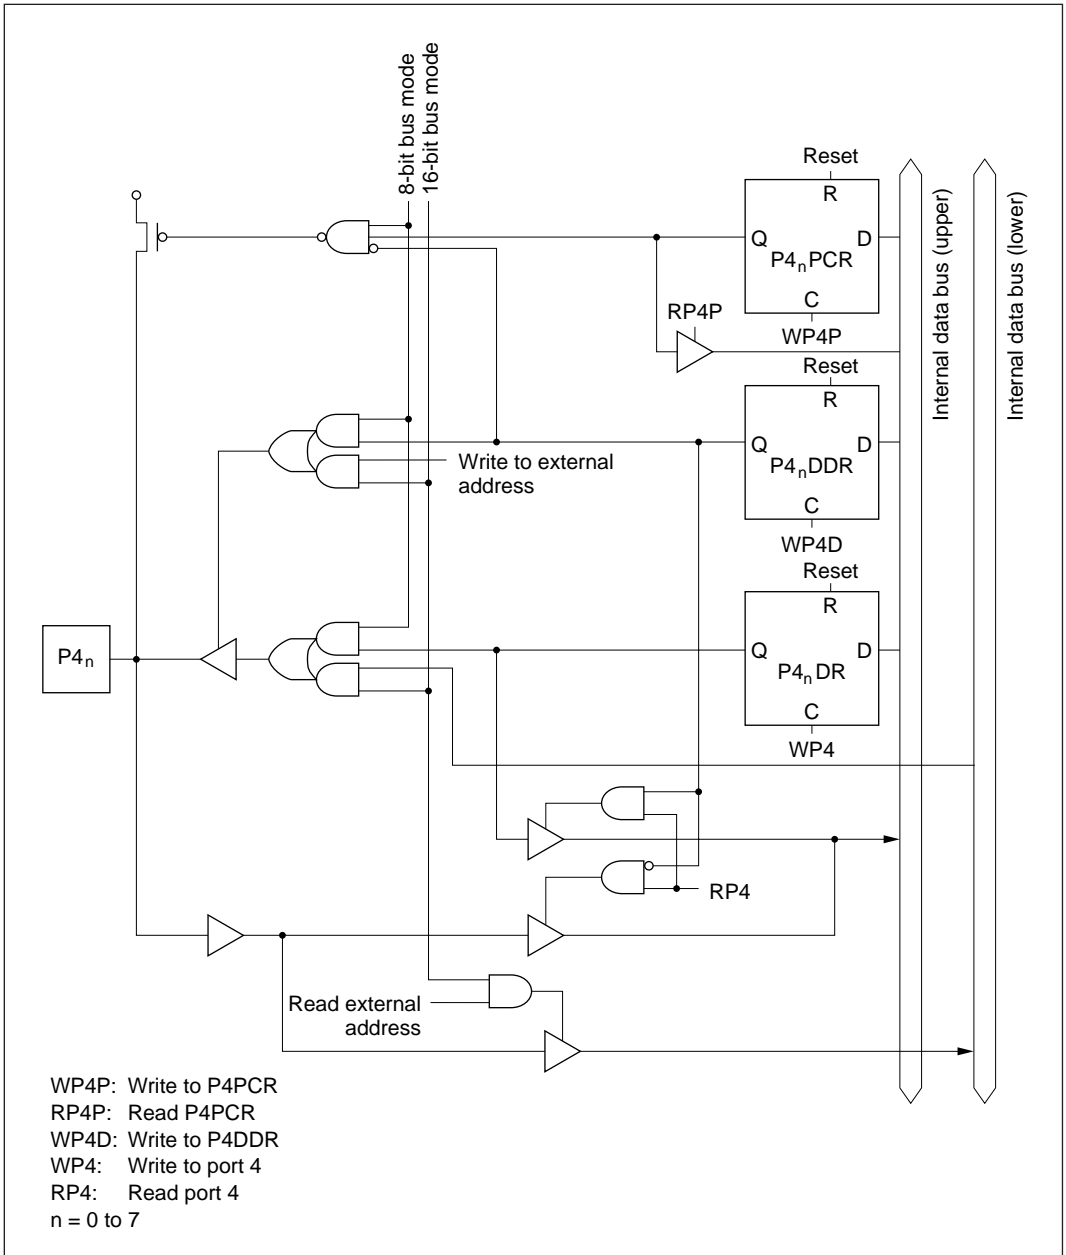 8-bit bus mode
16-bit bus mode
Reset
R
Q
D
P4nPCR
C
WP4P
RP4P
Internal data bus (upper)
Internal data bus (lower)
Reset
R
Q
D
P4nDDR
C
WP4D
Write to external
address
Reset
R
Q
D
P4nDR
C
WP4
P4n
RP4
Read external
address
WP4P: Write to P4PCR
RP4P: Read P4PCR
WP4D: Write to P4DDR
WP4: Write to port 4
RP4: Read port 4
n = 0 to 7